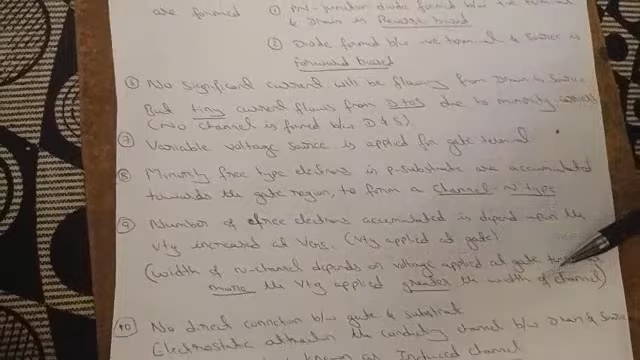 are formed ① PN-junction diode formed b/w +ve terminal
& Drain is Reverse biased
② Diode formed b/w -ve terminal & Source is
forward biased
⑥ No significant current will be flowing from Drain to Source
But tiny current flows from D to S due to minority carriers
(No channel is formed b/w D & S).
⑦ Variable voltage source is applied for gate terminal
⑧ Minority free type electrons in p-substrate are accumulated
towards the gate region, to form a channel-n-type
⑨ Number of free electrons accumulated is depend upon the
Vtg increased at VGS. (Vtg applied at gate)
(width of n-channel depends on voltage applied at gate
more the Vtg applied greater the width of channel)
⑩ No direct connection b/w gate & substrate
Electrostatic attraction the conducting channel b/w Drain & Source
known as Induced channel